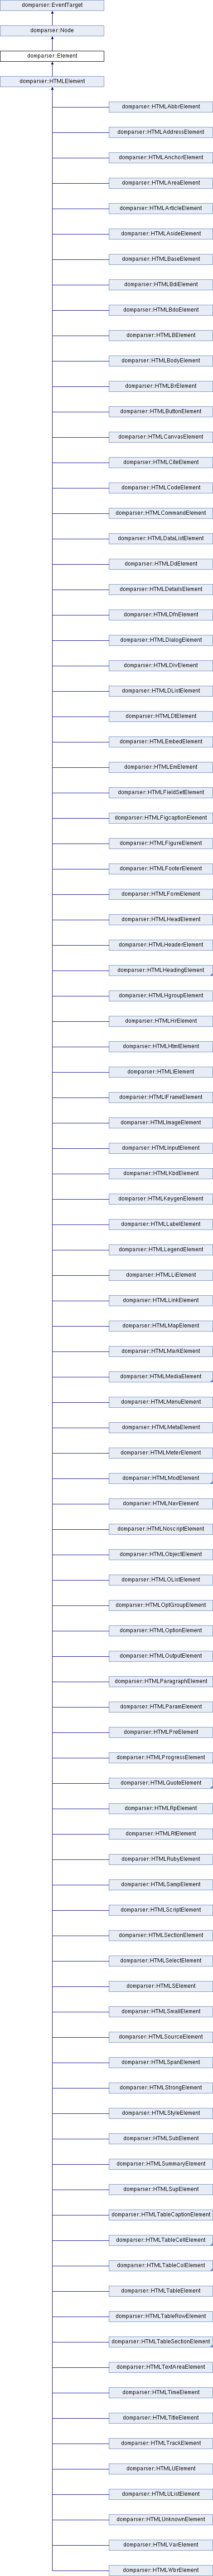 domparser::EventTarget
domparser::Node
domparser::Element
domparser::HTMLElement
domparser::HTMLAbbrElement
domparser::HTMLAddressElement
domparser::HTMLAnchorElement
domparser::HTMLAreaElement
domparser::HTMLArticleElement
domparser::HTMLAsideElement
domparser::HTMLBaseElement
domparser::HTMLBdiElement
domparser::HTMLBdoElement
domparser::HTMLBElement
domparser::HTMLBodyElement
domparser::HTMLBrElement
domparser::HTMLButtonElement
domparser::HTMLCanvasElement
domparser::HTMLCiteElement
domparser::HTMLCodeElement
domparser::HTMLCommandElement
domparser::HTMLDataListElement
domparser::HTMLDdElement
domparser::HTMLDetailsElement
domparser::HTMLDfnElement
domparser::HTMLDialogElement
domparser::HTMLDivElement
domparser::HTMLDListElement
domparser::HTMLDtElement
domparser::HTMLEmbedElement
domparser::HTMLEmElement
domparser::HTMLFieldSetElement
domparser::HTMLFigcaptionElement
domparser::HTMLFigureElement
domparser::HTMLFooterElement
domparser::HTMLFormElement
domparser::HTMLHeadElement
domparser::HTMLHeaderElement
domparser::HTMLHeadingElement
domparser::HTMLHgroupElement
domparser::HTMLHrElement
domparser::HTMLHtmlElement
domparser::HTMLIElement
domparser::HTMLIFrameElement
domparser::HTMLImageElement
domparser::HTMLInputElement
domparser::HTMLKbdElement
domparser::HTMLKeygenElement
domparser::HTMLLabelElement
domparser::HTMLLegendElement
domparser::HTMLLiElement
domparser::HTMLLinkElement
domparser::HTMLMapElement
domparser::HTMLMarkElement
domparser::HTMLMediaElement
domparser::HTMLMenuElement
domparser::HTMLMetaElement
domparser::HTMLMeterElement
domparser::HTMLModElement
domparser::HTMLNavElement
domparser::HTMLNoscriptElement
domparser::HTMLObjectElement
domparser::HTMLOListElement
domparser::HTMLOptGroupElement
domparser::HTMLOptionElement
domparser::HTMLOutputElement
domparser::HTMLParagraphElement
domparser::HTMLParamElement
domparser::HTMLPreElement
domparser::HTMLProgressElement
domparser::HTMLQuoteElement
domparser::HTMLRpElement
domparser::HTMLRtElement
domparser::HTMLRubyElement
domparser::HTMLSampElement
domparser::HTMLScriptElement
domparser::HTMLSectionElement
domparser::HTMLSelectElement
domparser::HTMLSElement
domparser::HTMLSmallElement
domparser::HTMLSourceElement
domparser::HTMLSpanElement
domparser::HTMLStrongElement
domparser::HTMLStyleElement
domparser::HTMLSubElement
domparser::HTMLSummaryElement
domparser::HTMLSupElement
domparser::HTMLTableCaptionElement
domparser::HTMLTableCellElement
domparser::HTMLTableColElement
domparser::HTMLTableElement
domparser::HTMLTableRowElement
domparser::HTMLTableSectionElement
domparser::HTMLTextAreaElement
domparser::HTMLTimeElement
domparser::HTMLTitleElement
domparser::HTMLTrackElement
domparser::HTMLUElement
domparser::HTMLUListElement
domparser::HTMLUnknownElement
domparser::HTMLVarElement
domparser::HTMLWbrElement